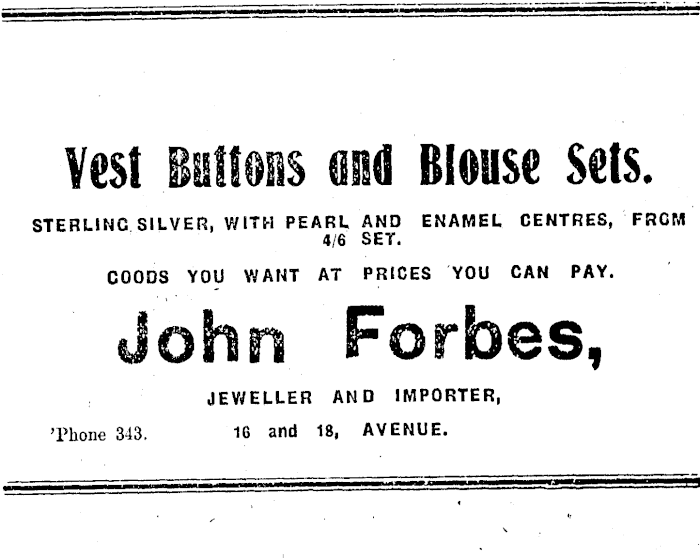 Vest Buttons and Blouse Sets.
STERLING SILVER, WITH PEARL AND ENAMEL CENTRES, FROM
4/6 SET.
GOODS YOU WANT AT PRICES YOU CAN PAY.
John Forbes,
JEWELLER AND IMPORTER,
'Phone 343. 16 and 18, AVENUE.